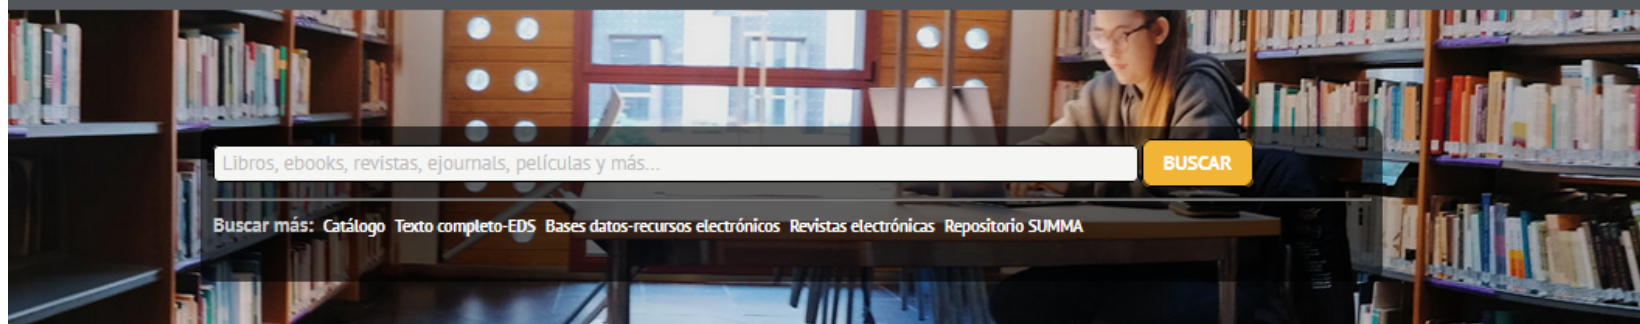 Libros, ebooks, revistas, ejournals, películas y más...
BUSCAR
Buscar más: Catálogo Texto completo-EDS Bases datos-recursos electrónicos Revistas electrónicas Repositorio SUMMA